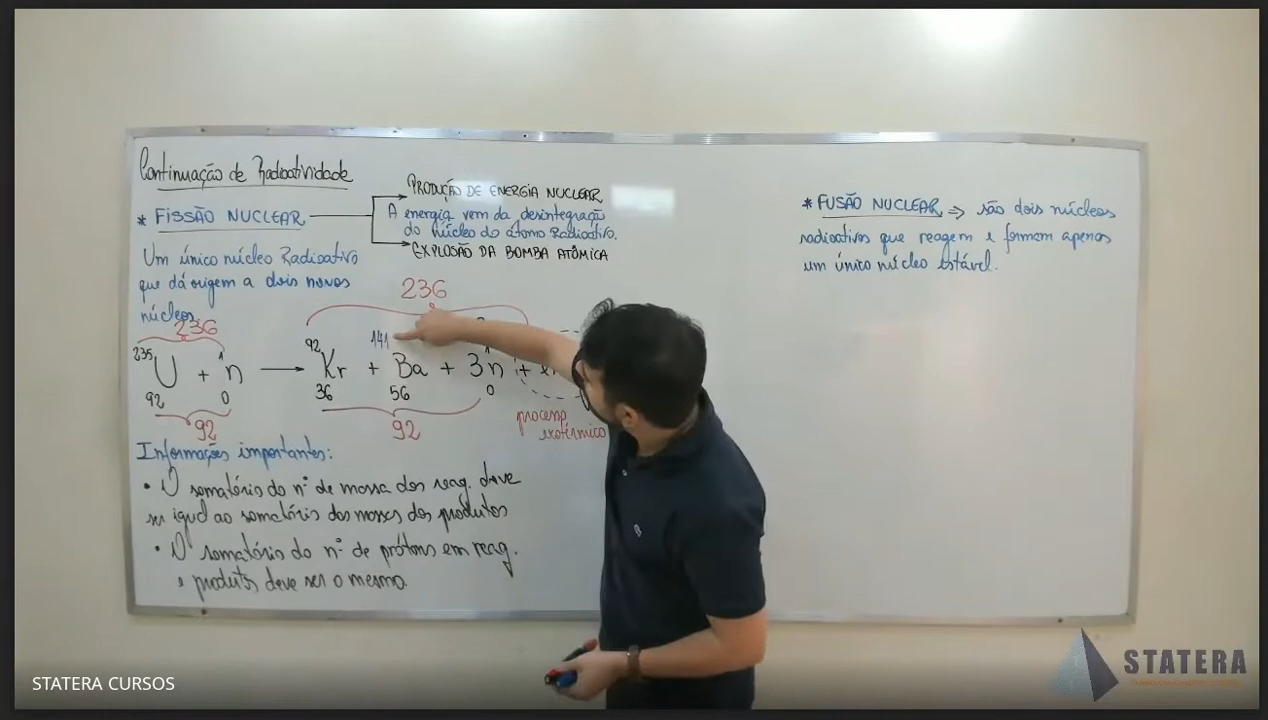 Continuação de Radioatividade
* FISSÃO NUCLEAR
PRODUÇÃO DE ENERGIA NUCLEAR
A energia vem da desintegração
do núcleo do átomo Radioativo.
EXPLOSÃO DA BOMBA ATÔMICA
Um único núcleo Radioativo
que dá origem a dois novos
núcleos.
236
236
235 U 92 + 1 n 0 → 92 Kr 36 + 141 Ba 56 + 3 1 n 0 +
92
92
processo
exotérmico
Informações importantes:
• O somatório do nº de massa dos reag. deve
ser igual ao somatório das massas dos produtos
• O somatório do nº de prótons em reag.
e produtos deve ser o mesmo.
* FUSÃO NUCLEAR => são dois núcleos
radioativos que reagem e formam apenas
um único núcleo estável.
STATERA CURSOS
STATERA